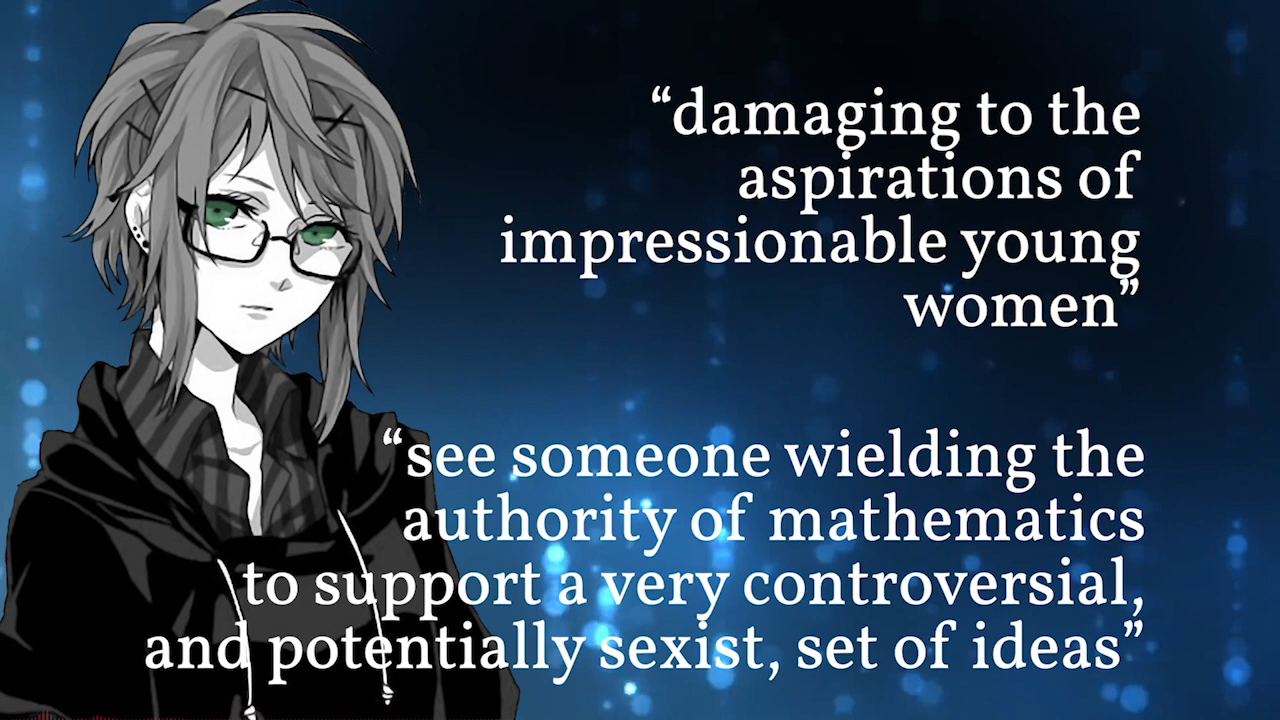 “damaging to the
aspirations of
impressionable young
women”
“see someone wielding the
authority of mathematics
to support a very controversial,
and potentially sexist, set of ideas”